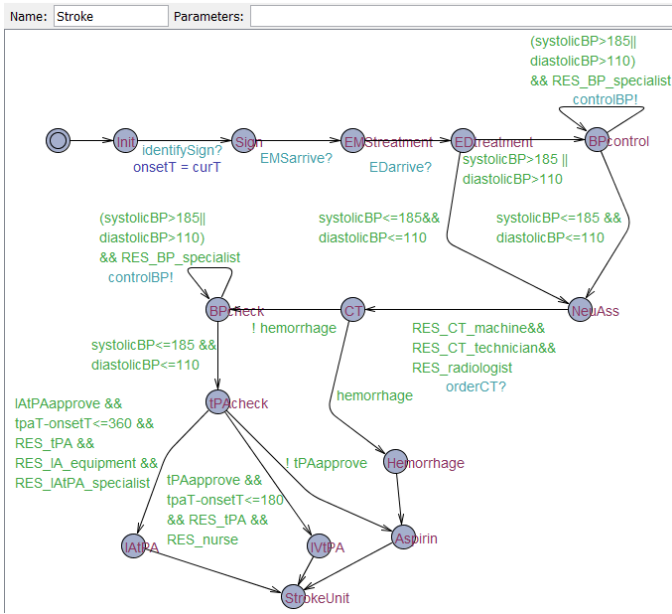 Name: Stroke Parameters:
(systolicBP>185||
diastolicBP>110)
&& RES_BP_specialist
controlBP!
Init
Sign
EMStreatment
EDtreatment
BPcontrol
identifySign?
onsetT = curT
EMSarrive?
EDarrive?
systolicBP>185 ||
diastolicBP>110
(systolicBP>185||
diastolicBP>110)
&& RES_BP_specialist
controlBP!
systolicBP<=185&&
diastolicBP<=110
systolicBP<=185 &&
diastolicBP<=110
BPcheck
CT
NeuAss
! hemorrhage
RES_CT_machine&&
RES_CT_technician&&
RES_radiologist
orderCT?
systolicBP<=185 &&
diastolicBP<=110
hemorrhage
tPAcheck
IAtPAapprove &&
tpaT-onsetT<=360 &&
RES_tPA &&
RES_IA_equipment &&
RES_IAtPA_specialist
! tPAapprove
Hemorrhage
tPAapprove &&
tpaT-onsetT<=180
&& RES_tPA &&
RES_nurse
IAtPA
IVtPA
Aspirin
StrokeUnit